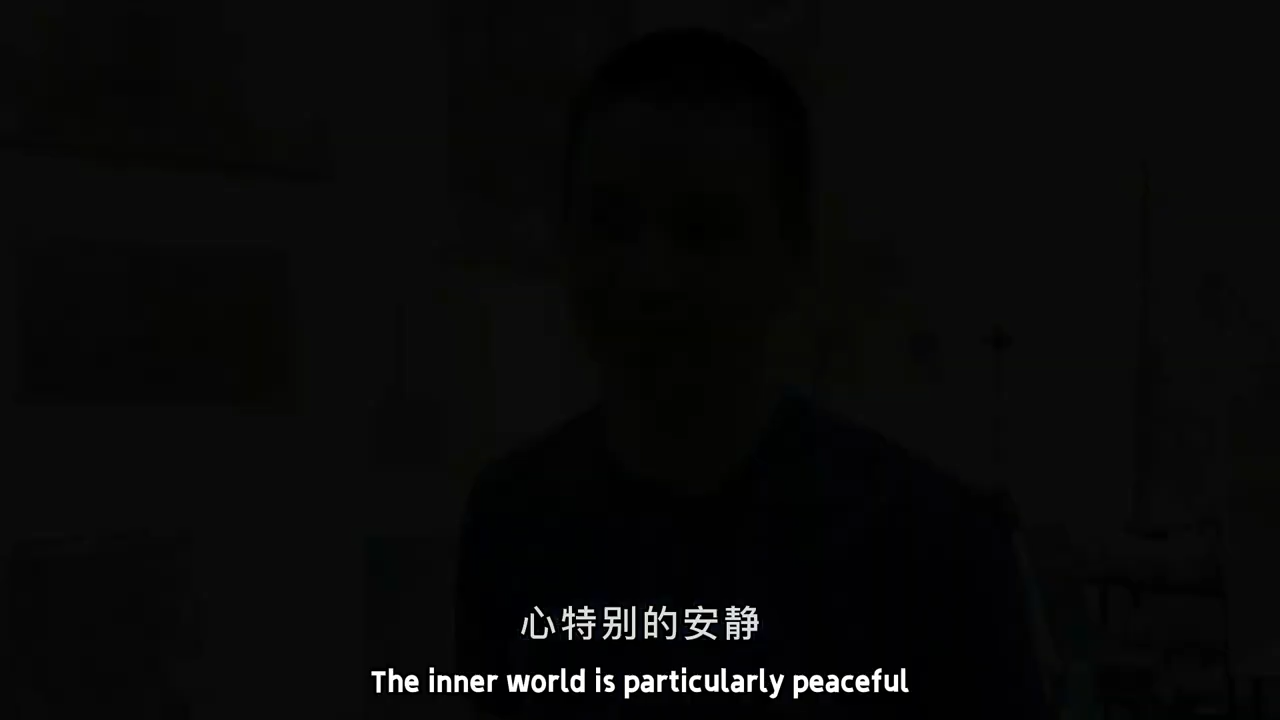 心特别的安静
The inner world is particularly peaceful